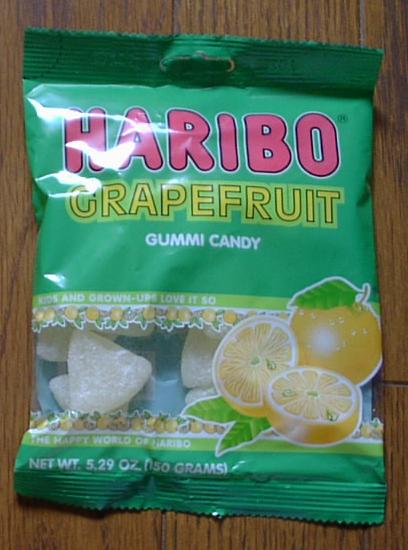 HARIBO®
GRAPEFRUIT
GUMMI CANDY
KIDS AND GROWN-UPS LOVE IT SO
THE HAPPY WORLD OF HARIBO
NET WT. 5.29 OZ. (150 GRAMS)